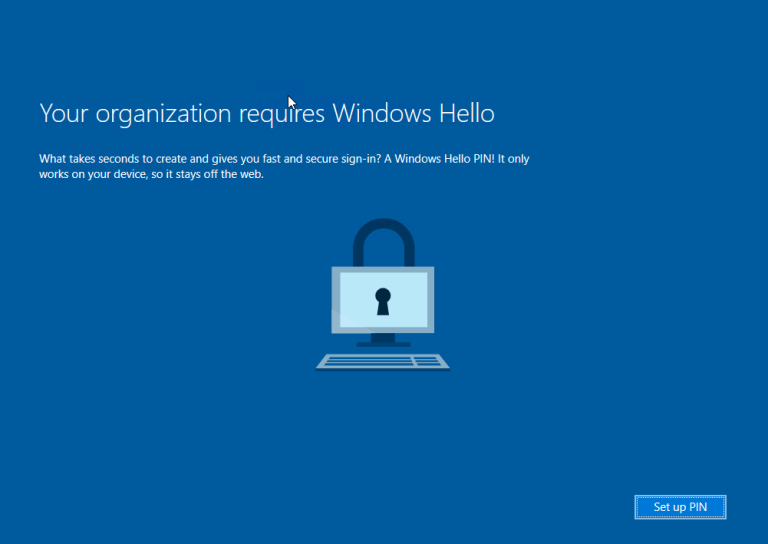 Your organization requires Windows Hello
What takes seconds to create and gives you fast and secure sign-in? A Windows Hello PIN! It only
works on your device, so it stays off the web.
Set up PIN